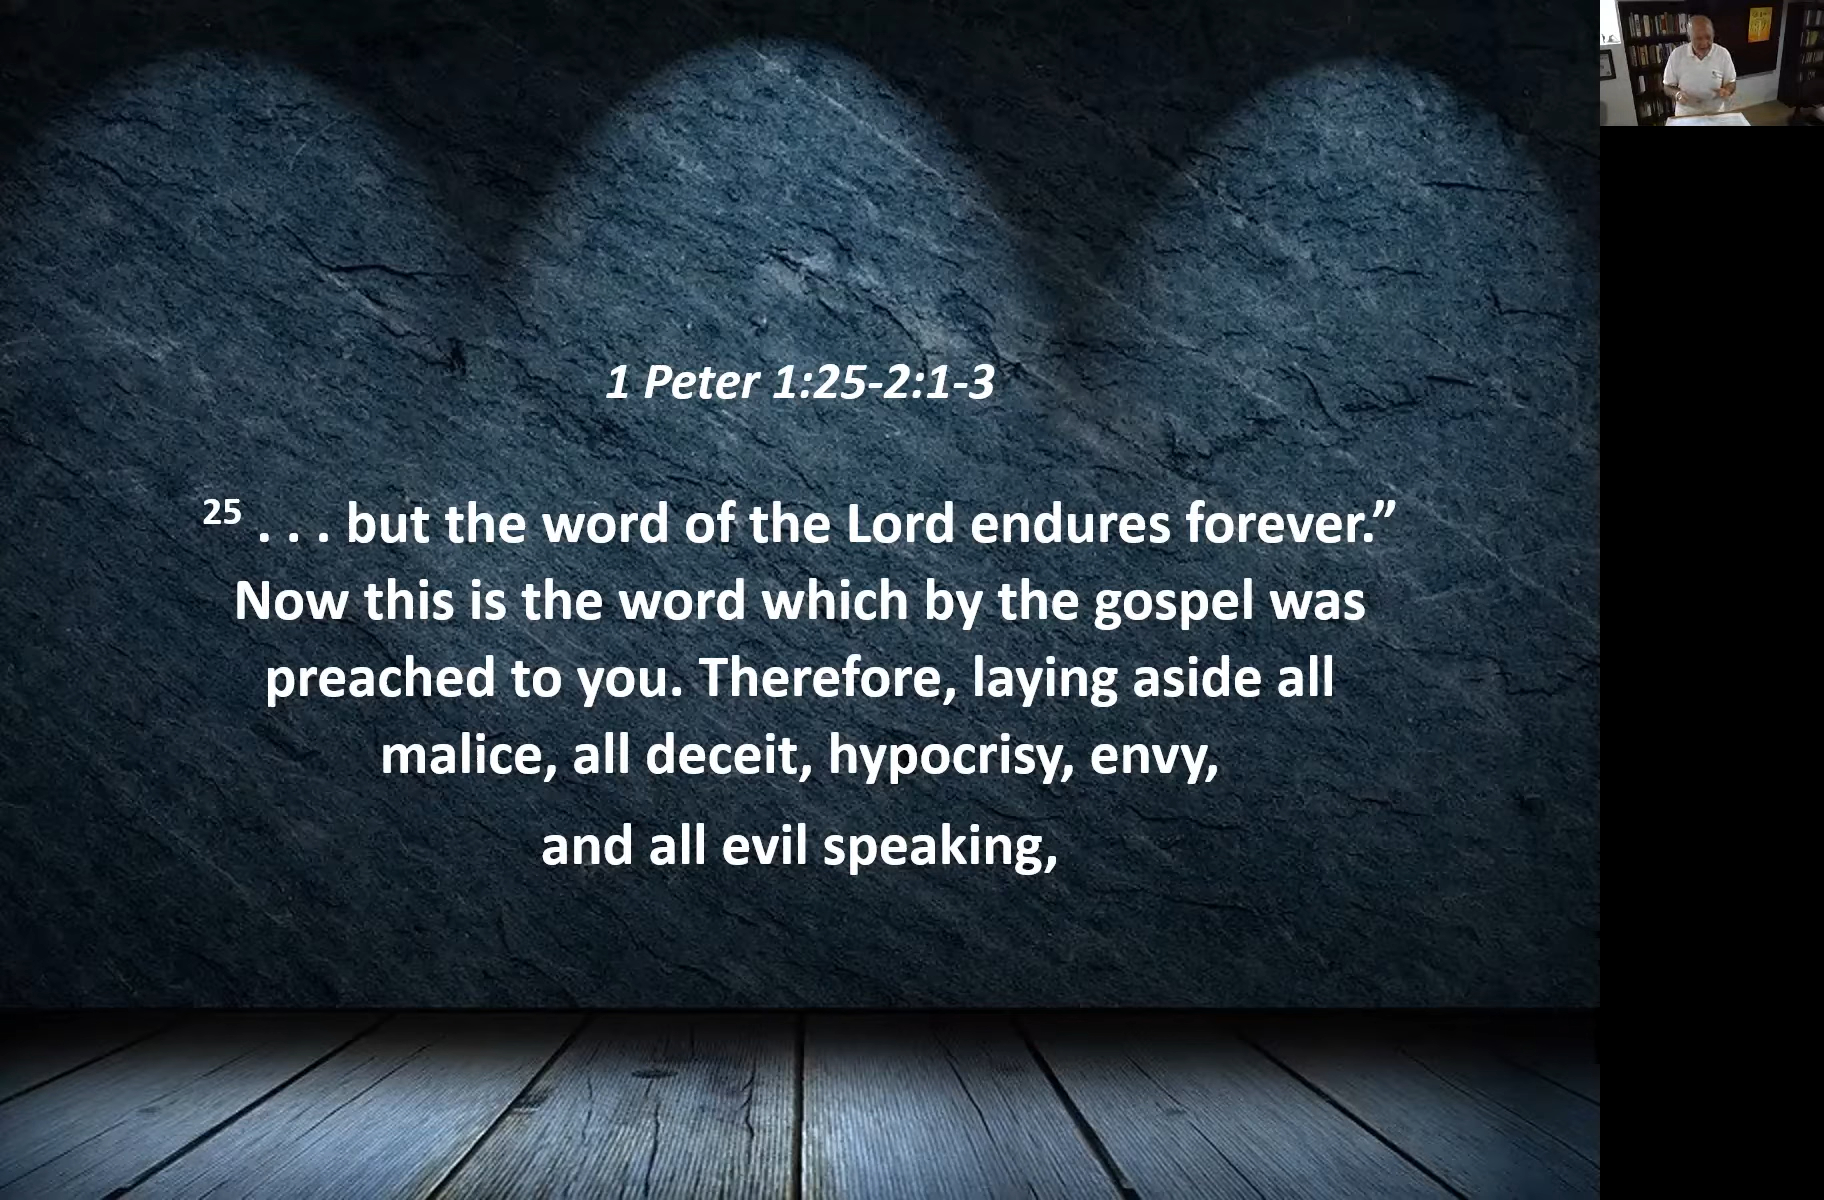 1 Peter 1:25-2:1-3
25 . . . but the word of the Lord endures forever.”
Now this is the word which by the gospel was
preached to you. Therefore, laying aside all
malice, all deceit, hypocrisy, envy,
and all evil speaking,